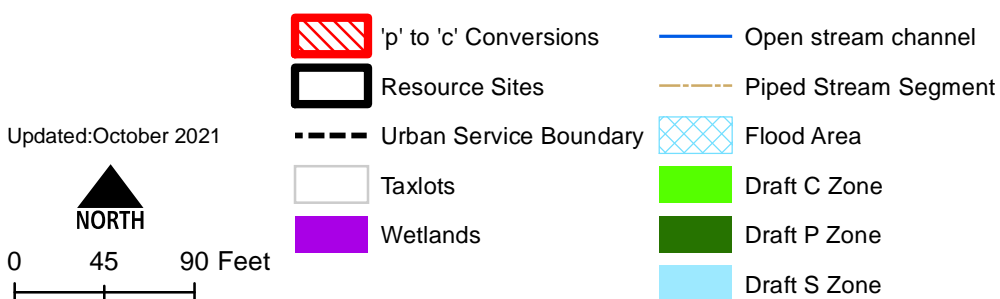 Updated:October 2021
NORTH
0 45 90 Feet
'p' to 'c' Conversions
Resource Sites
Urban Service Boundary
Taxlots
Wetlands
Open stream channel
Piped Stream Segment
Flood Area
Draft C Zone
Draft P Zone
Draft S Zone